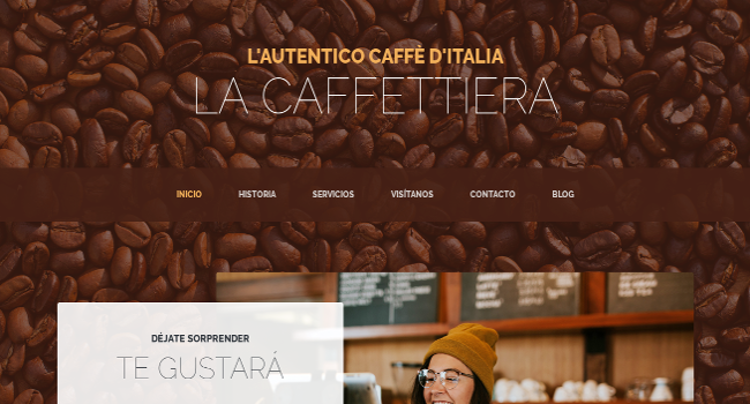 L'AUTENTICO CAFFÈ D'ITALIA
LA CAFFETTIERA
INICIO HISTORIA SERVICIOS VISÍTANOS CONTACTO BLOG
DÉJATE SORPRENDER
TE GUSTARÁ